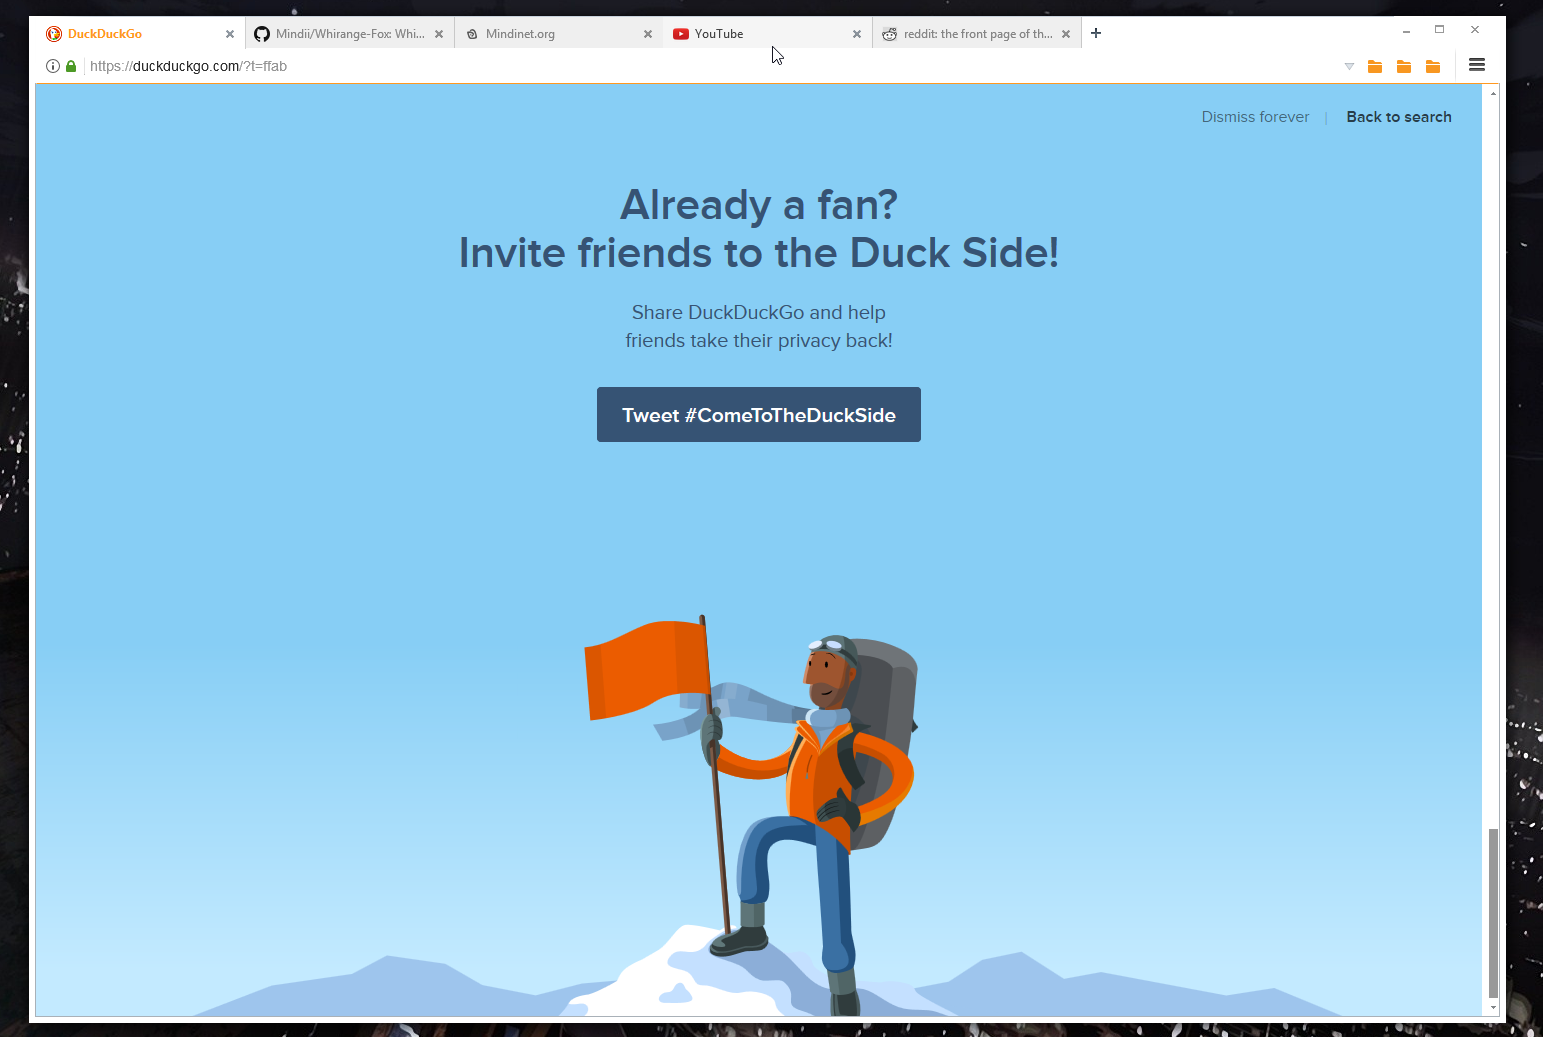 DuckDuckGo
Mindii/Whirange-Fox: Whi...
Mindinet.org
YouTube
reddit: the front page of th...
https://duckduckgo.com/?t=ffab
Dismiss forever
Back to search
Already a fan?
Invite friends to the Duck Side!
Share DuckDuckGo and help
friends take their privacy back!
Tweet #ComeToTheDuckSide